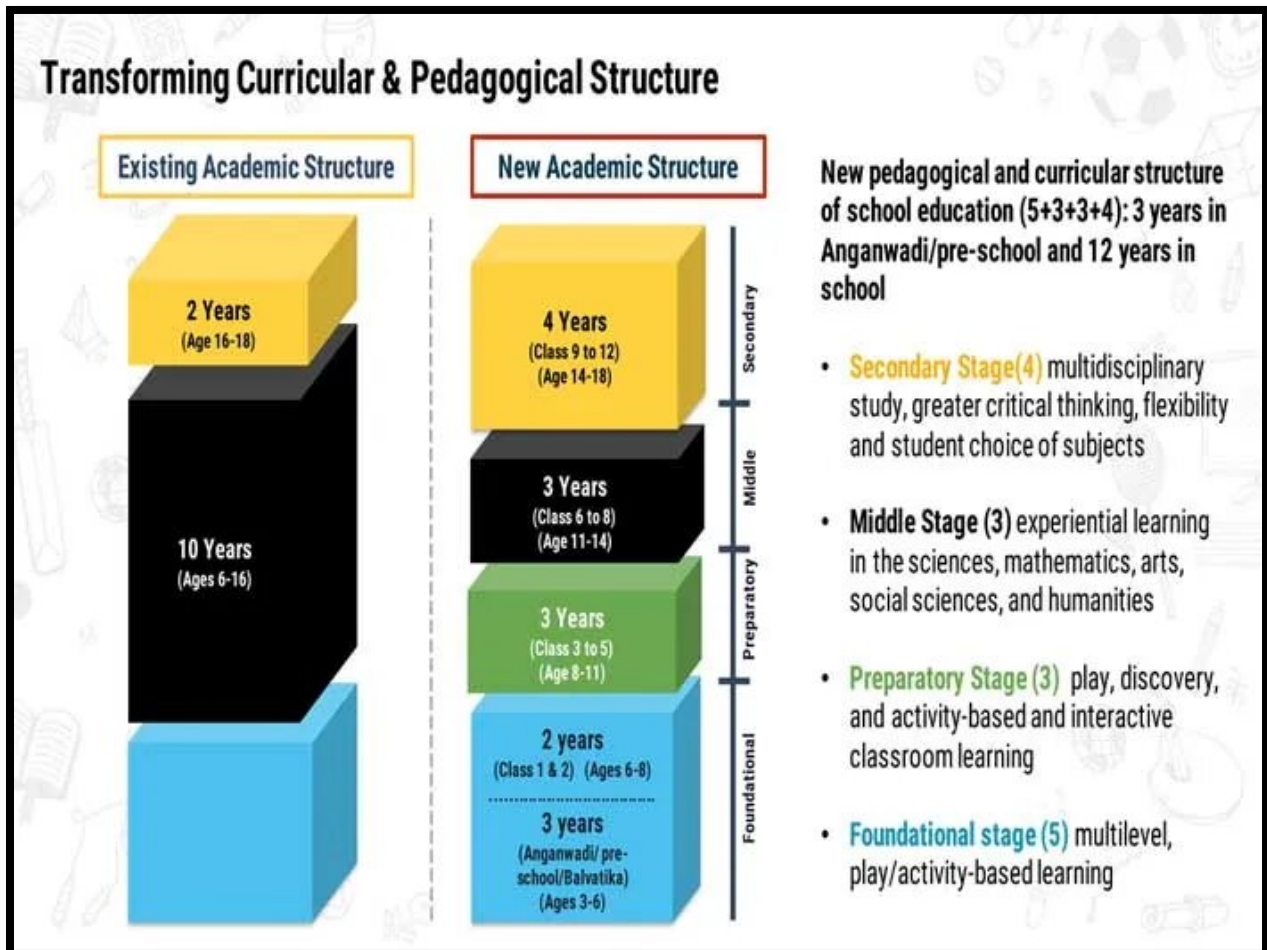 Transforming Curricular & Pedagogical Structure
Existing Academic Structure
2 Years
(Age 16-18)
10 Years
(Ages 6-16)
New Academic Structure
4 Years
(Class 9 to 12)
(Age 14-18)
3 Years
(Class 6 to 8)
(Age 11-14)
3 Years
(Class 3 to 5)
(Age 8-11)
2 years
(Class 1 & 2) (Ages 6-8)
3 years
(Anganwadi/ pre-
school/Balvatika)
(Ages 3-6)
Secondary
Middle
Preparatory
Foundational
New pedagogical and curricular structure
of school education (5+3+3+4): 3 years in
Anganwadi/pre-school and 12 years in
school
• Secondary Stage(4) multidisciplinary
study, greater critical thinking, flexibility
and student choice of subjects
• Middle Stage (3) experiential learning
in the sciences, mathematics, arts,
social sciences, and humanities
• Preparatory Stage (3) play, discovery,
and activity-based and interactive
classroom learning
• Foundational stage (5) multilevel,
play/activity-based learning